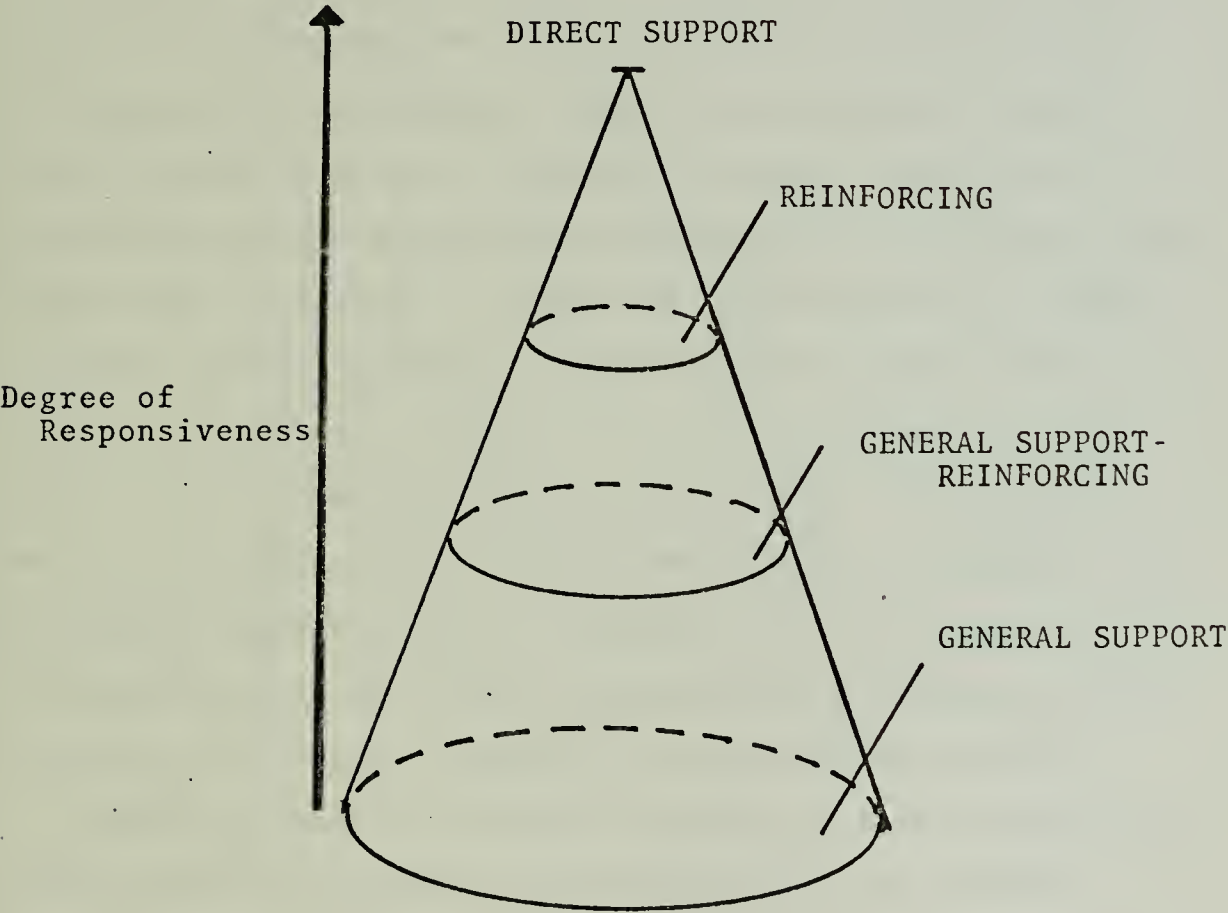 DIRECT SUPPORT
REINFORCING
Degree of
Responsiveness
GENERAL SUPPORT-
REINFORCING
GENERAL SUPPORT